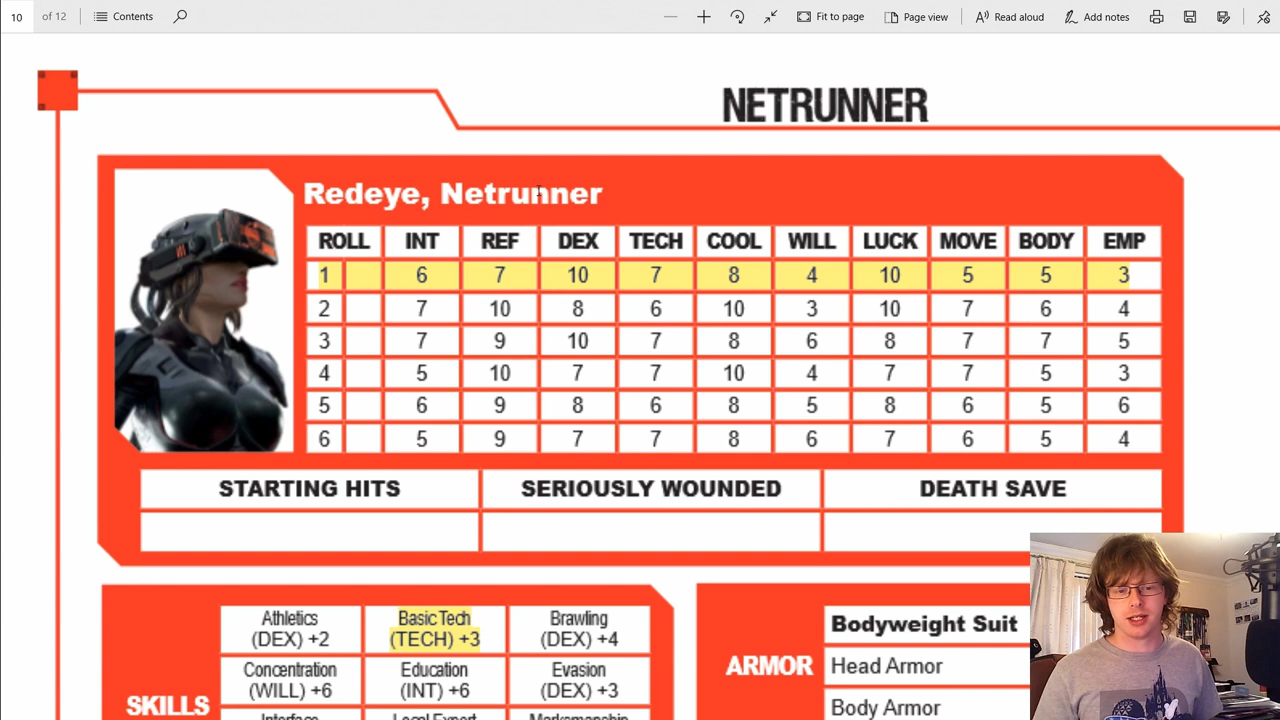 10 of 12 Contents Fit to page Page view Read aloud Add notes
NETRUNNER
Redeye, Netrunner
ROLL INT REF DEX TECH COOL WILL LUCK MOVE BODY EMP
1 6 7 10 7 8 4 10 5 5 3
2 7 10 8 6 10 3 10 7 6 4
3 7 9 10 7 8 6 8 7 7 5
4 5 10 7 7 10 4 7 7 5 3
5 6 9 8 6 8 5 8 6 5 6
6 5 9 7 7 8 6 7 6 5 4
STARTING HITS SERIOUSLY WOUNDED DEATH SAVE
SKILLS
Athletics Basic Tech Brawling
(DEX) +2 (TECH) +3 (DEX) +4
Concentration Education Evasion
(WILL) +6 (INT) +6 (DEX) +3
Interface Local Expert Marksmanship
ARMOR
Bodyweight Suit
Head Armor
Body Armor